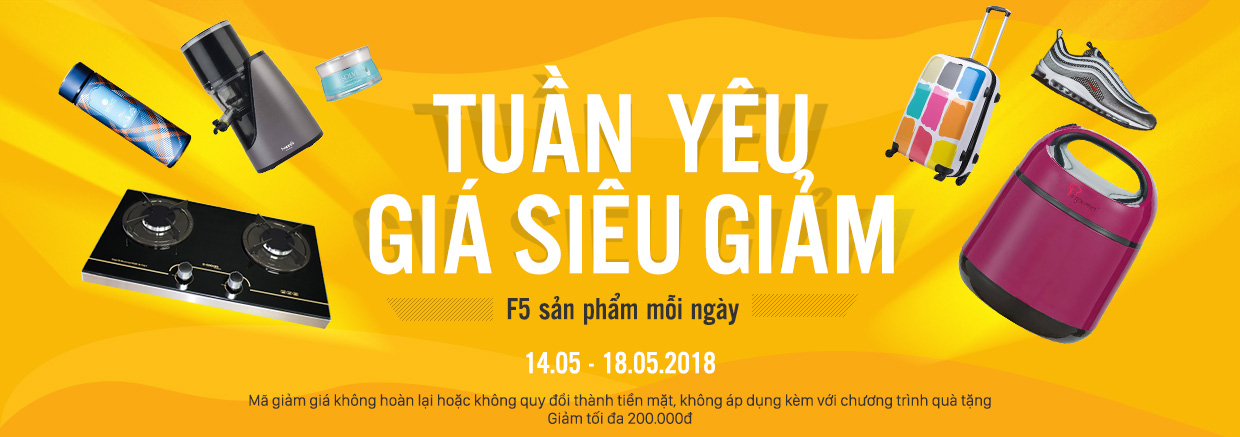 TUẦN YÊU
GIÁ SIÊU GIẢM
F5 sản phẩm mỗi ngày
14.05 - 18.05.2018
Mã giảm giá không hoàn lại hoặc không quy đổi thành tiền mặt, không áp dụng kèm với chương trình quà tặng
Giảm tối đa 200.000đ